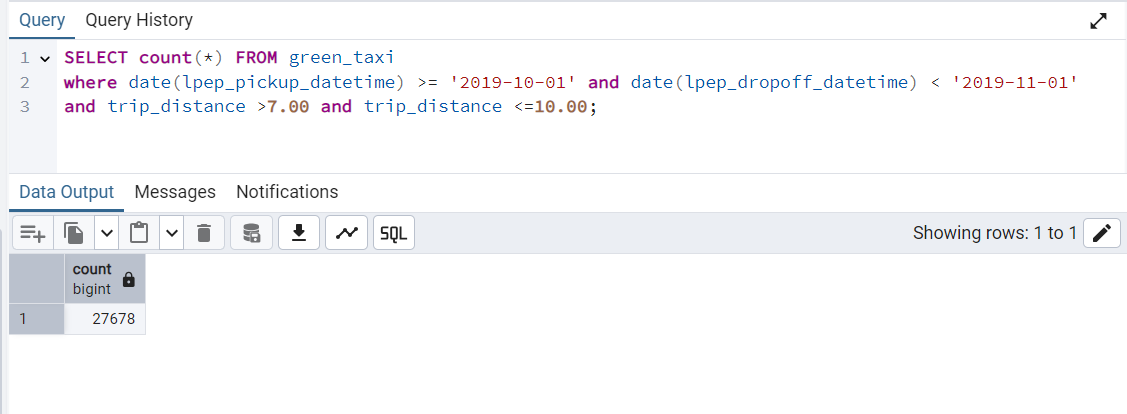 Query Query History
1 SELECT count(*) FROM green_taxi
2 where date(lpep_pickup_datetime) >= '2019-10-01' and date(lpep_dropoff_datetime) < '2019-11-01'
3 and trip_distance >7.00 and trip_distance <=10.00;
Data Output Messages Notifications
SQL Showing rows: 1 to 1
count
bigint
1 27678